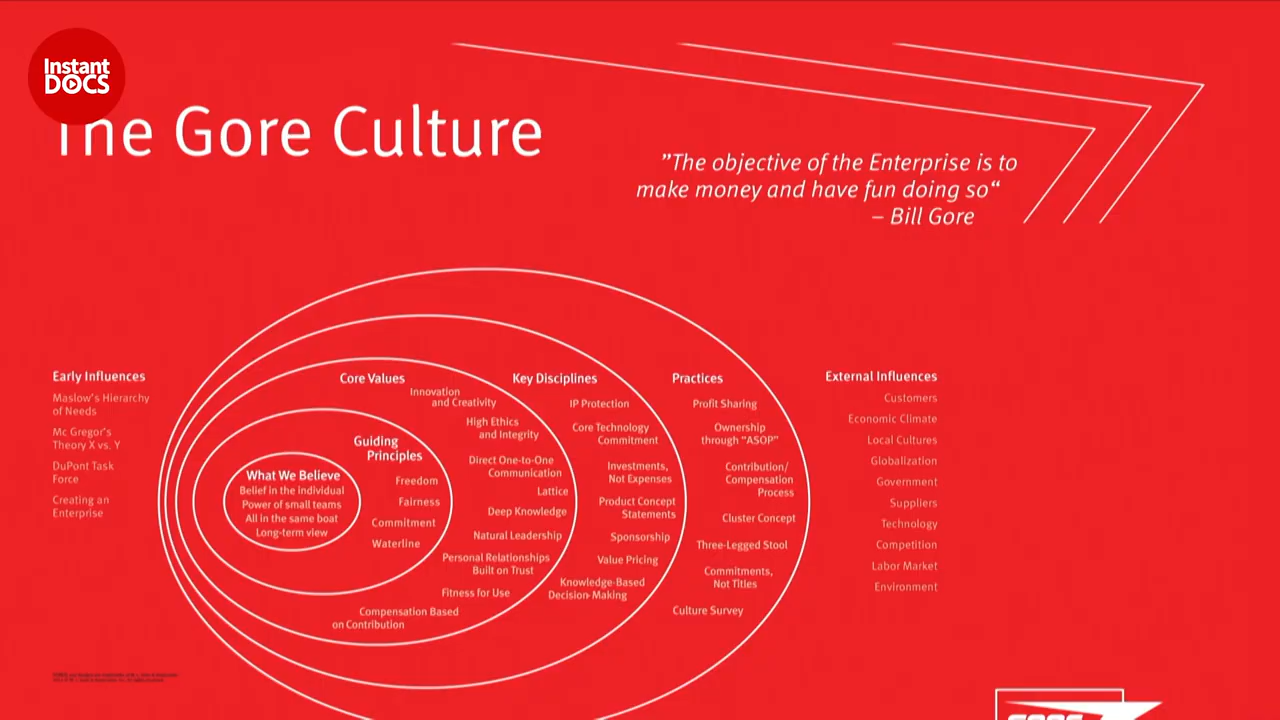 Instant
DOCS
The Gore Culture
”The objective of the Enterprise is to
make money and have fun doing so“
– Bill Gore
Early Influences
Maslow's Hierarchy
of Needs
Mc Gregor's
Theory X vs. Y
DuPont Task
Force
Creating an
Enterprise
What We Believe
Belief in the individual
Power of small teams
All in the same boat
Long-term view
Guiding
Principles
Freedom
Fairness
Commitment
Waterline
Core Values
Innovation
and Creativity
High Ethics
and Integrity
Direct One-to-One
Communication
Lattice
Deep Knowledge
Natural Leadership
Personal Relationships
Built on Trust
Fitness for Use
Compensation Based
on Contribution
Key Disciplines
IP Protection
Core Technology
Commitment
Investments,
Not Expenses
Product Concept
Statements
Sponsorship
Value Pricing
Knowledge-Based
Decision-Making
Practices
Profit Sharing
Ownership
through “ASOP”
Contribution/
Compensation
Process
Cluster Concept
Three-Legged Stool
Commitments,
Not Titles
Culture Survey
External Influences
Customers
Economic Climate
Local Cultures
Globalization
Government
Suppliers
Technology
Competition
Labor Market
Environment